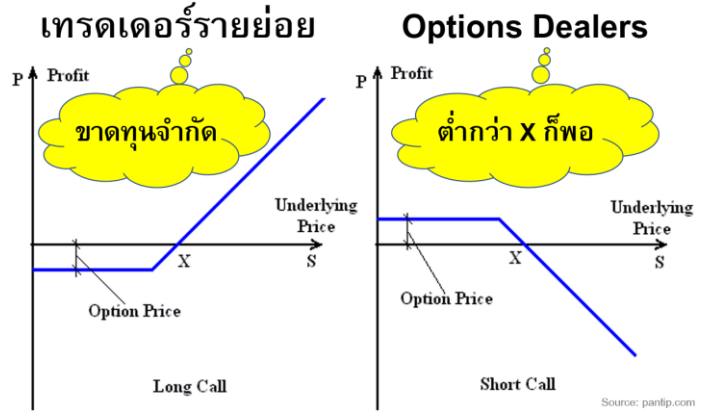 เทรดเดอร์รายย่อย
Options Dealers
P
Profit
ขาดทุนจำกัด
Underlying
Price
X
S
Option Price
Long Call
P
Profit
ต่ำกว่า X ก็พอ
Underlying
Price
X
S
Option Price
Short Call
Source: pantip.com